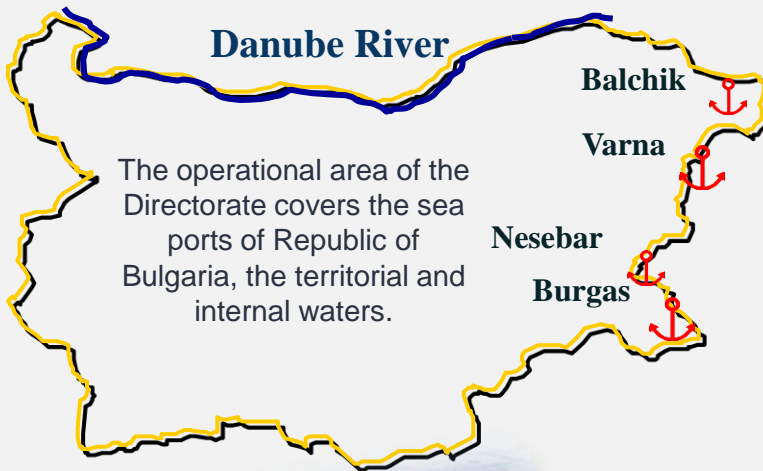 Danube River
Balchik
Varna
The operational area of the
Directorate covers the sea
ports of Republic of
Bulgaria, the territorial and
internal waters.
Nesebar
Burgas